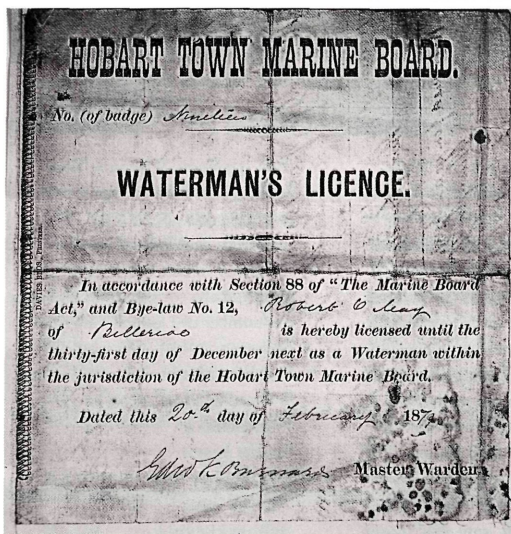 HOBART TOWN MARINE BOARD.
No. (of badge) Nineteen
WATERMAN'S LICENCE.
DAVIES BROS., Printers.
In accordance with Section 88 of "The Marine Board
Act," and Bye-law No. 12, Robert
of is hereby licensed until the
thirty-first day of December next as a Waterman within
the jurisdiction of the Hobart Town Marine Board.
Dated this 20th day of February 187
Master Warden